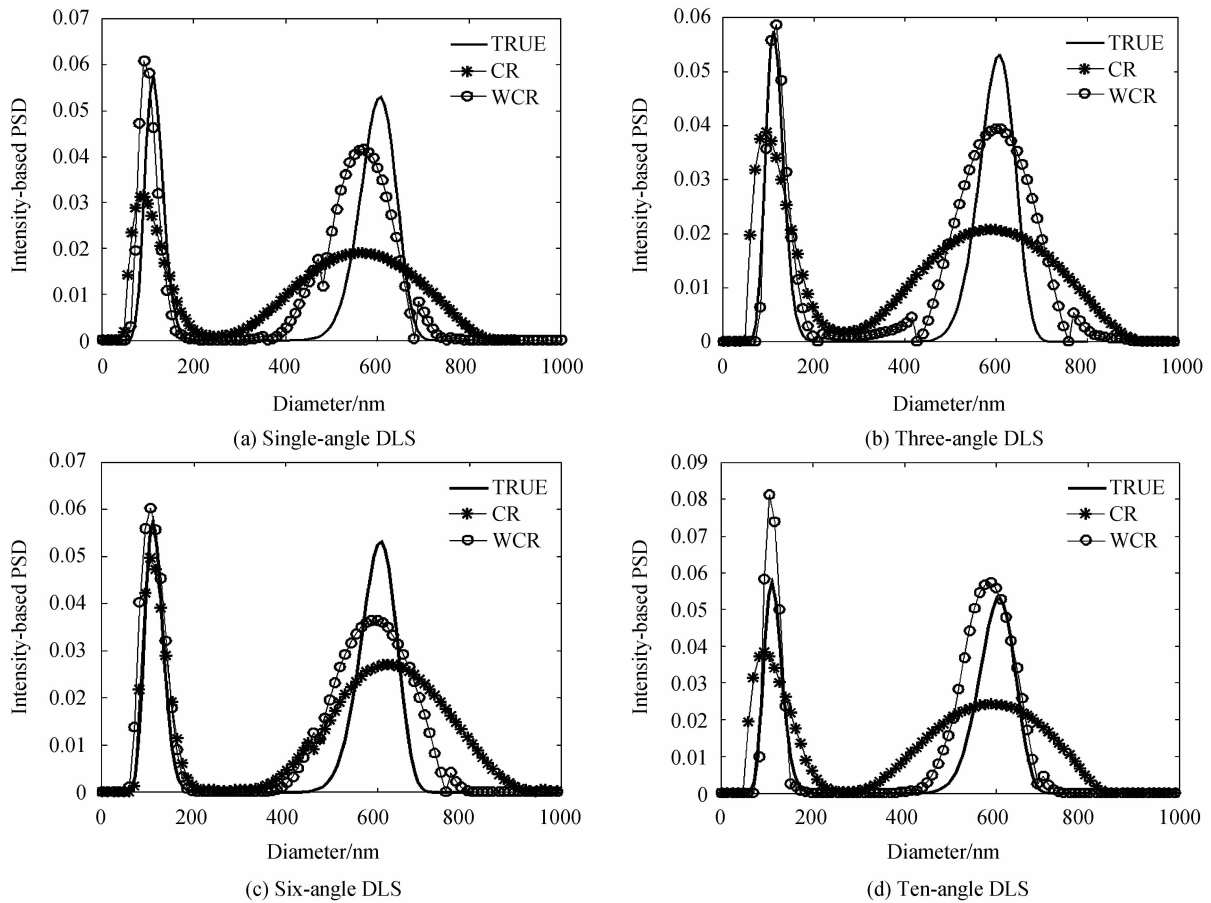 0.07
0.06
0.05
0.04
0.03
0.02
0.01
0
Intensity-based PSD
TRUE
CR
WCR
0 200 400 600 800 1000
Diameter/nm
(a) Single-angle DLS
0.06
0.05
0.04
0.03
0.02
0.01
0
Intensity-based PSD
TRUE
CR
WCR
0 200 400 600 800 1000
Diameter/nm
(b) Three-angle DLS
0.07
0.06
0.05
0.04
0.03
0.02
0.01
0
Intensity-based PSD
TRUE
CR
WCR
0 200 400 600 800 1000
Diameter/nm
(c) Six-angle DLS
0.09
0.08
0.07
0.06
0.05
0.04
0.03
0.02
0.01
0
Intensity-based PSD
TRUE
CR
WCR
0 200 400 600 800 1000
Diameter/nm
(d) Ten-angle DLS